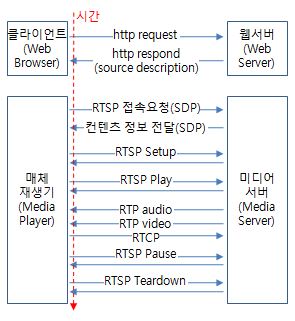 시간
클라이언트
(Web
Browser)
http request
http respond
(source description)
웹서버
(Web
Server)
매체
재생기
(Media
Player)
RTSP 접속요청(SDP)
컨텐츠 정보 전달(SDP)
RTSP Setup
RTSP Play
RTP audio
RTP video
RTCP
RTSP Pause
RTSP Teardown
미디어
서버
(Media
Server)